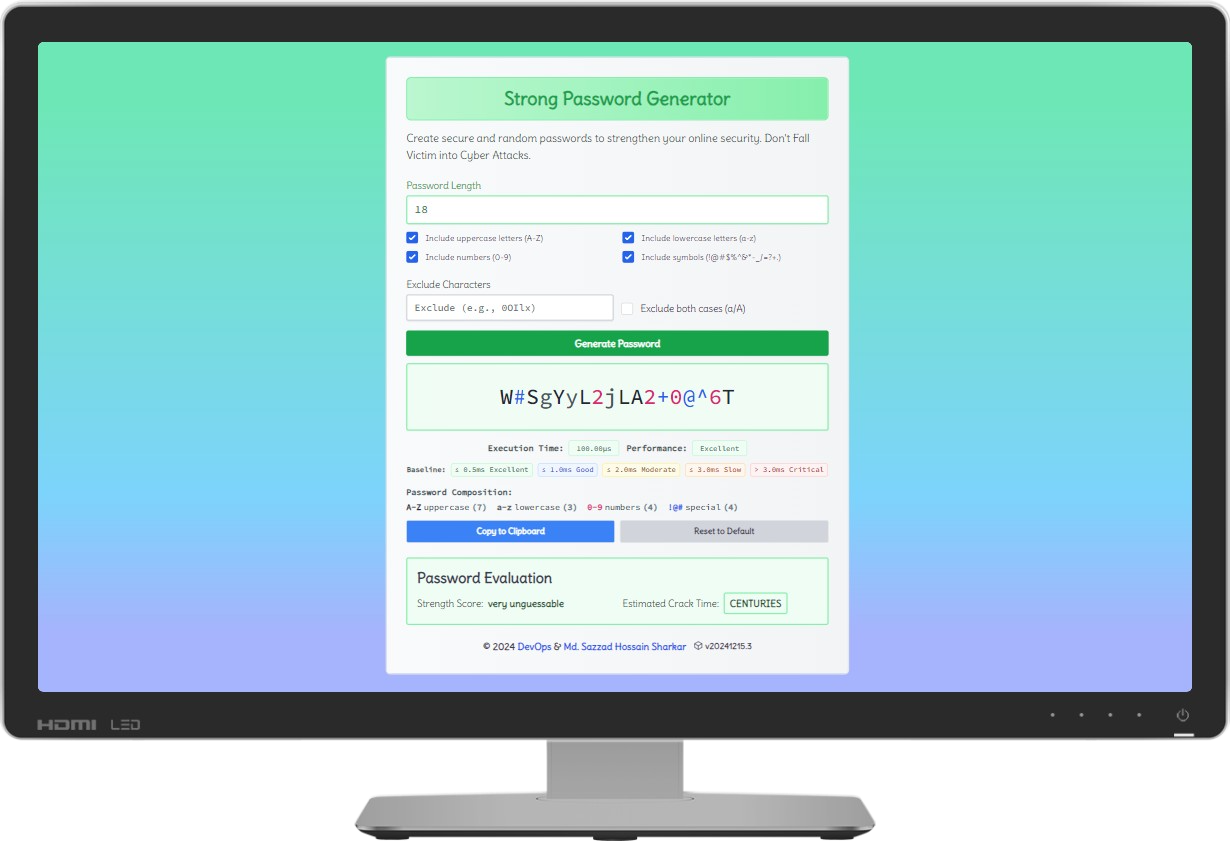 Strong Password Generator
Create secure and random passwords to strengthen your online security. Don't Fall
Victim into Cyber Attacks.
Password Length
18
Include uppercase letters (A-Z) Include lowercase letters (a-z)
Include numbers (0-9) Include symbols (!@#$%^&*-_/=?+.)
Exclude Characters
Exclude (e.g., 0OIlx) Exclude both cases (a/A)
Generate Password
W#SgYyL2jLA2+0@^6T
Execution Time: 100.00µs Performance: Excellent
Baseline: ≤ 0.5ms Excellent ≤ 1.0ms Good ≤ 2.0ms Moderate ≤ 3.0ms Slow > 3.0ms Critical
Password Composition:
A-Z uppercase (7) a-z lowercase (3) 0-9 numbers (4) !@# special (4)
Copy to Clipboard Reset to Default
Password Evaluation
Strength Score: very unguessable Estimated Crack Time: CENTURIES
© 2024 DevOps & Md. Sazzad Hossain Sharkar v20241215.3
HDMI LED